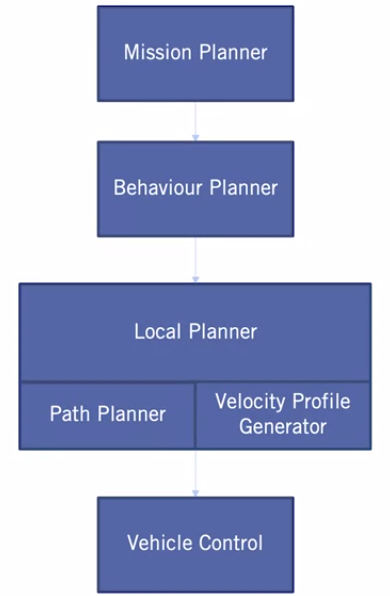 Mission Planner
Behaviour Planner
Local Planner
Path Planner
Velocity Profile
Generator
Vehicle Control